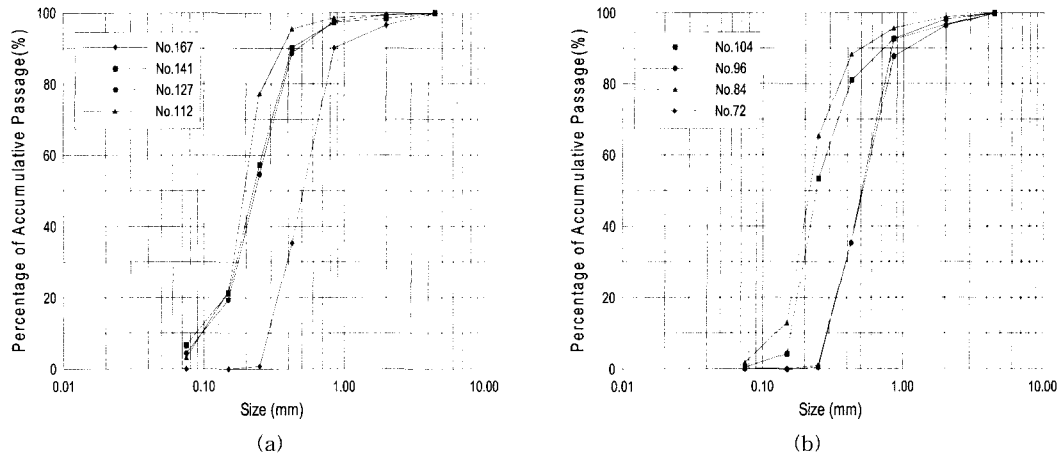 Percentage of Accumulative Passage(%)
100
80
60
40
20
0
No.167
No.141
No.127
No.112
0.01
0.10
1.00
10.00
Size (mm)
(a)
Percentage of Accumulative Passage(%)
100
80
60
40
20
0
No.104
No.96
No.84
No.72
0.01
0.10
1.00
10.00
Size (mm)
(b)